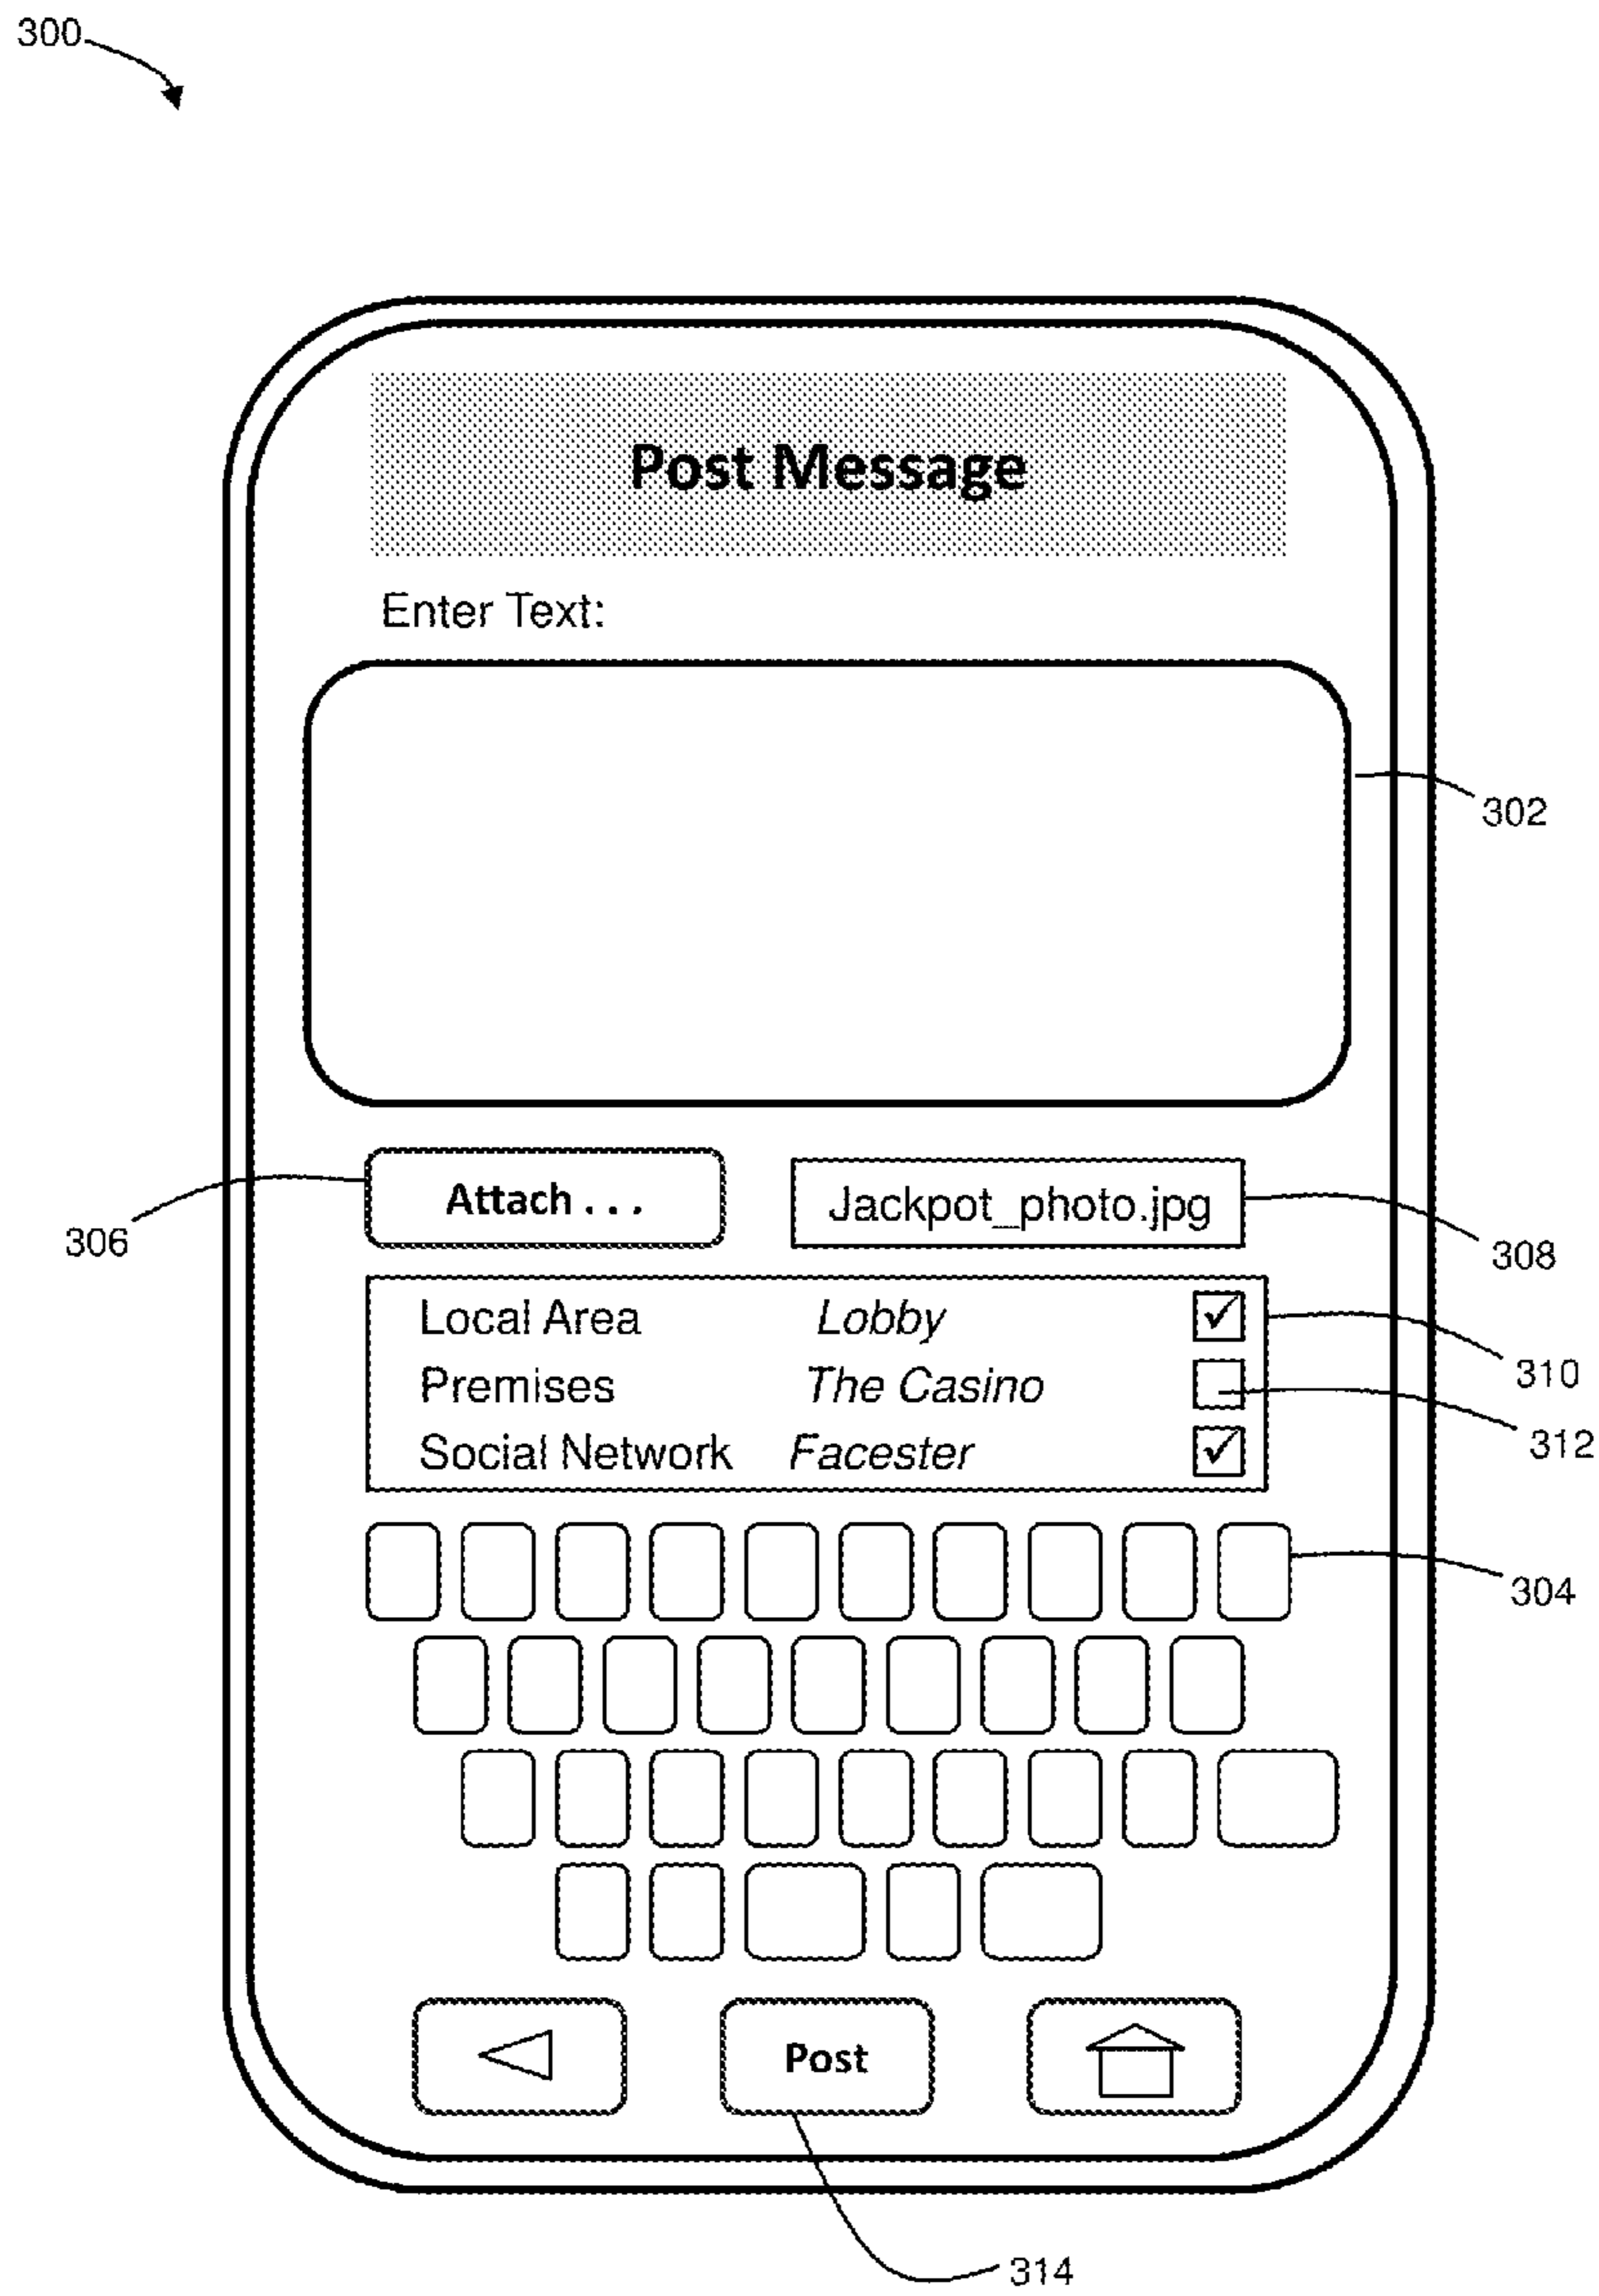 300
Post Message
Enter Text:
302
Attach . . .
Jackpot_photo.jpg
306
308
Local Area Lobby
310
Premises The Casino
312
Social Network Facester
304
Post
314